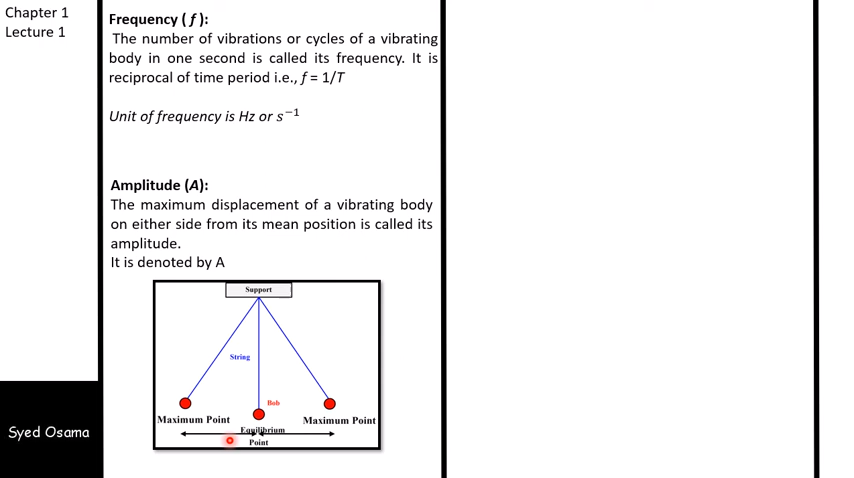 Chapter 1
Lecture 1
Frequency ( f ):
The number of vibrations or cycles of a vibrating
body in one second is called its frequency. It is
reciprocal of time period i.e., f = 1/T
Unit of frequency is Hz or s⁻¹
Amplitude (A):
The maximum displacement of a vibrating body
on either side from its mean position is called its
amplitude.
It is denoted by A
Support
String
Bob
Maximum Point
Maximum Point
Equilibrium
Point
Syed Osama